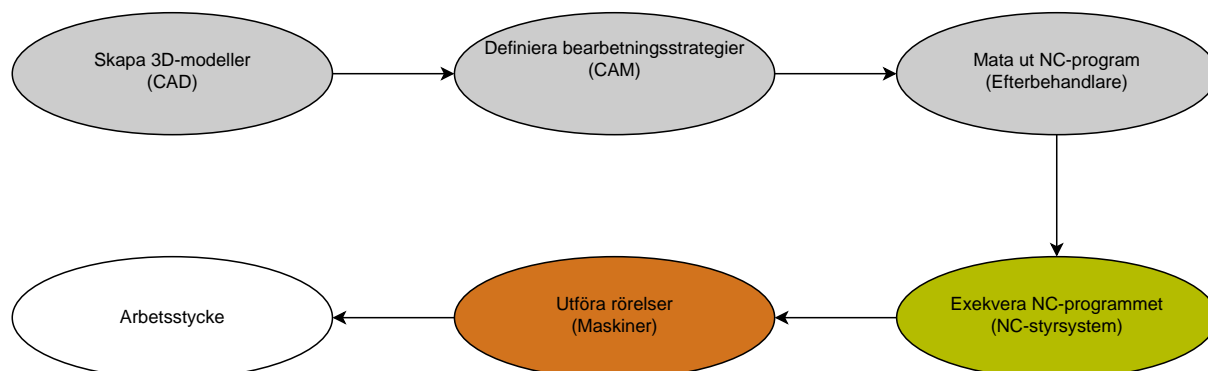 Skapa 3D-modeller
(CAD)
Definiera bearbetningsstrategier
(CAM)
Mata ut NC-program
(Efterbehandlare)
Exekvera NC-programmet
(NC-styrsystem)
Utföra rörelser
(Maskiner)
Arbetsstycke